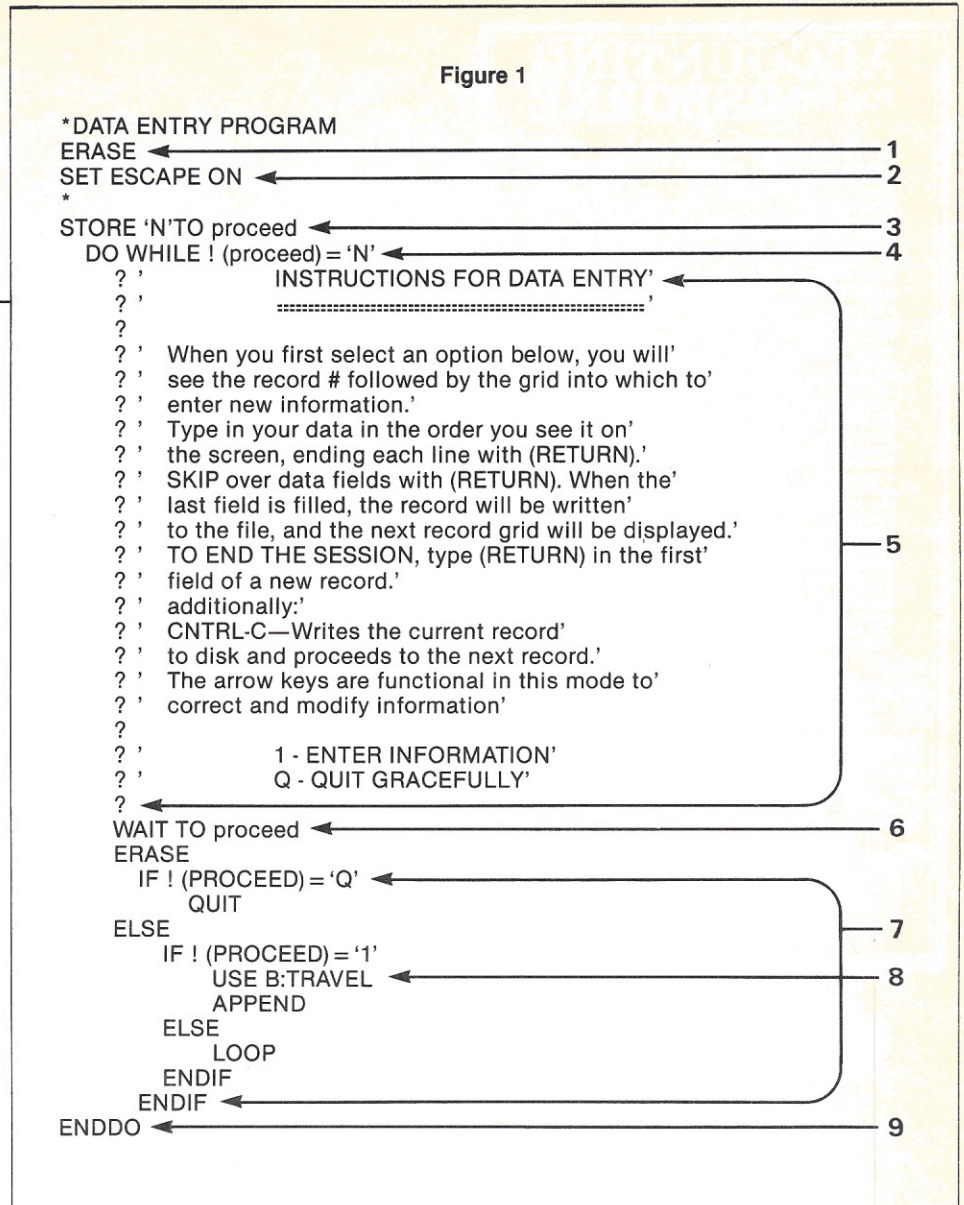 Figure 1
*DATA ENTRY PROGRAM
ERASE 1
SET ESCAPE ON 2
*
STORE 'N'TO proceed 3
DO WHILE ! (proceed) = 'N' 4
? ' INSTRUCTIONS FOR DATA ENTRY'
? ' ================================================ '
?
? ' When you first select an option below, you will'
? ' see the record # followed by the grid into which to'
? ' enter new information.'
? ' Type in your data in the order you see it on'
? ' the screen, ending each line with (RETURN).'
? ' SKIP over data fields with (RETURN). When the'
? ' last field is filled, the record will be written'
? ' to the file, and the next record grid will be displayed.'
5
? ' TO END THE SESSION, type (RETURN) in the first'
? ' field of a new record.'
? ' additionally:'
? ' CNTRL-C—Writes the current record'
? ' to disk and proceeds to the next record.'
? ' The arrow keys are functional in this mode to'
? ' correct and modify information'
?
? ' 1 - ENTER INFORMATION'
? ' Q - QUIT GRACEFULLY'
?
WAIT TO proceed 6
ERASE
IF ! (PROCEED) = 'Q'
QUIT
ELSE 7
IF ! (PROCEED) = '1'
USE B:TRAVEL 8
APPEND
ELSE
LOOP
ENDIF
ENDIF
ENDDO 9